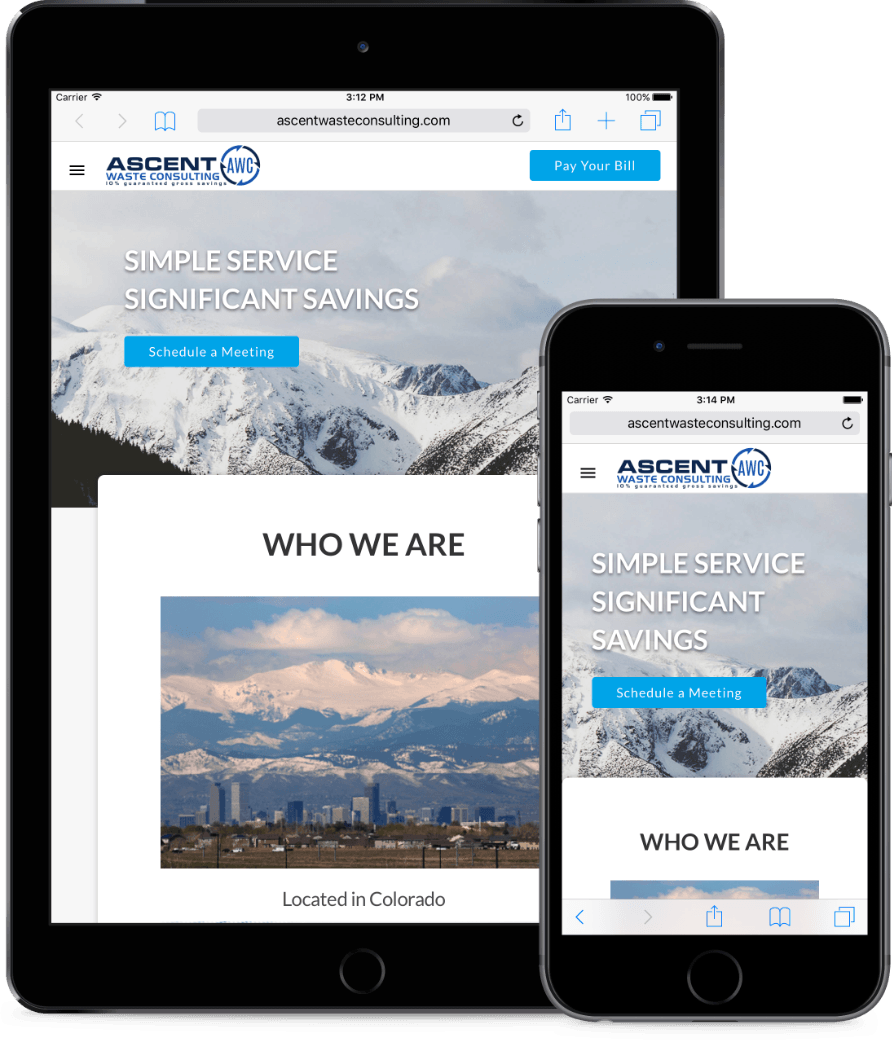 Carrier 3:12 PM 100%
ascentwasteconsulting.com
ASCENT AWC
WASTE CONSULTING
10% guaranteed gross savings
Pay Your Bill
SIMPLE SERVICE
SIGNIFICANT SAVINGS
Schedule a Meeting
WHO WE ARE
Located in Colorado
Carrier 3:14 PM
ascentwasteconsulting.com
ASCENT AWC
WASTE CONSULTING
10% guaranteed gross savings
SIMPLE SERVICE
SIGNIFICANT
SAVINGS
Schedule a Meeting
WHO WE ARE